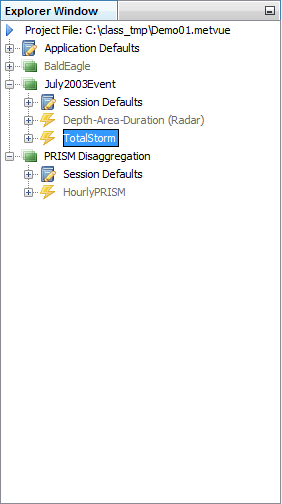 Explorer Window
Project File: C:\class_tmp\Demo01.metvue
Application Defaults
BaldEagle
July2003Event
Session Defaults
Depth-Area-Duration (Radar)
TotalStorm
PRISM Disaggregation
Session Defaults
HourlyPRISM